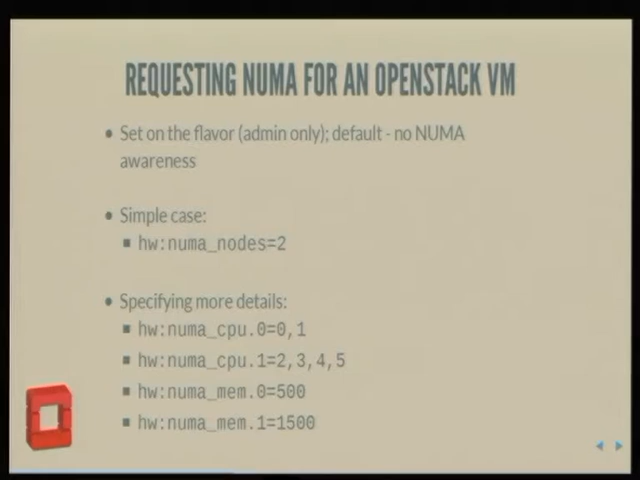 REQUESTING NUMA FOR AN OPENSTACK VM
Set on the flavor (admin only); default - no NUMA
awareness
Simple case:
hw:numa_nodes=2
Specifying more details:
hw:numa_cpu.0=0,1
hw:numa_cpu.1=2,3,4,5
hw:numa_mem.0=500
hw:numa_mem.1=1500